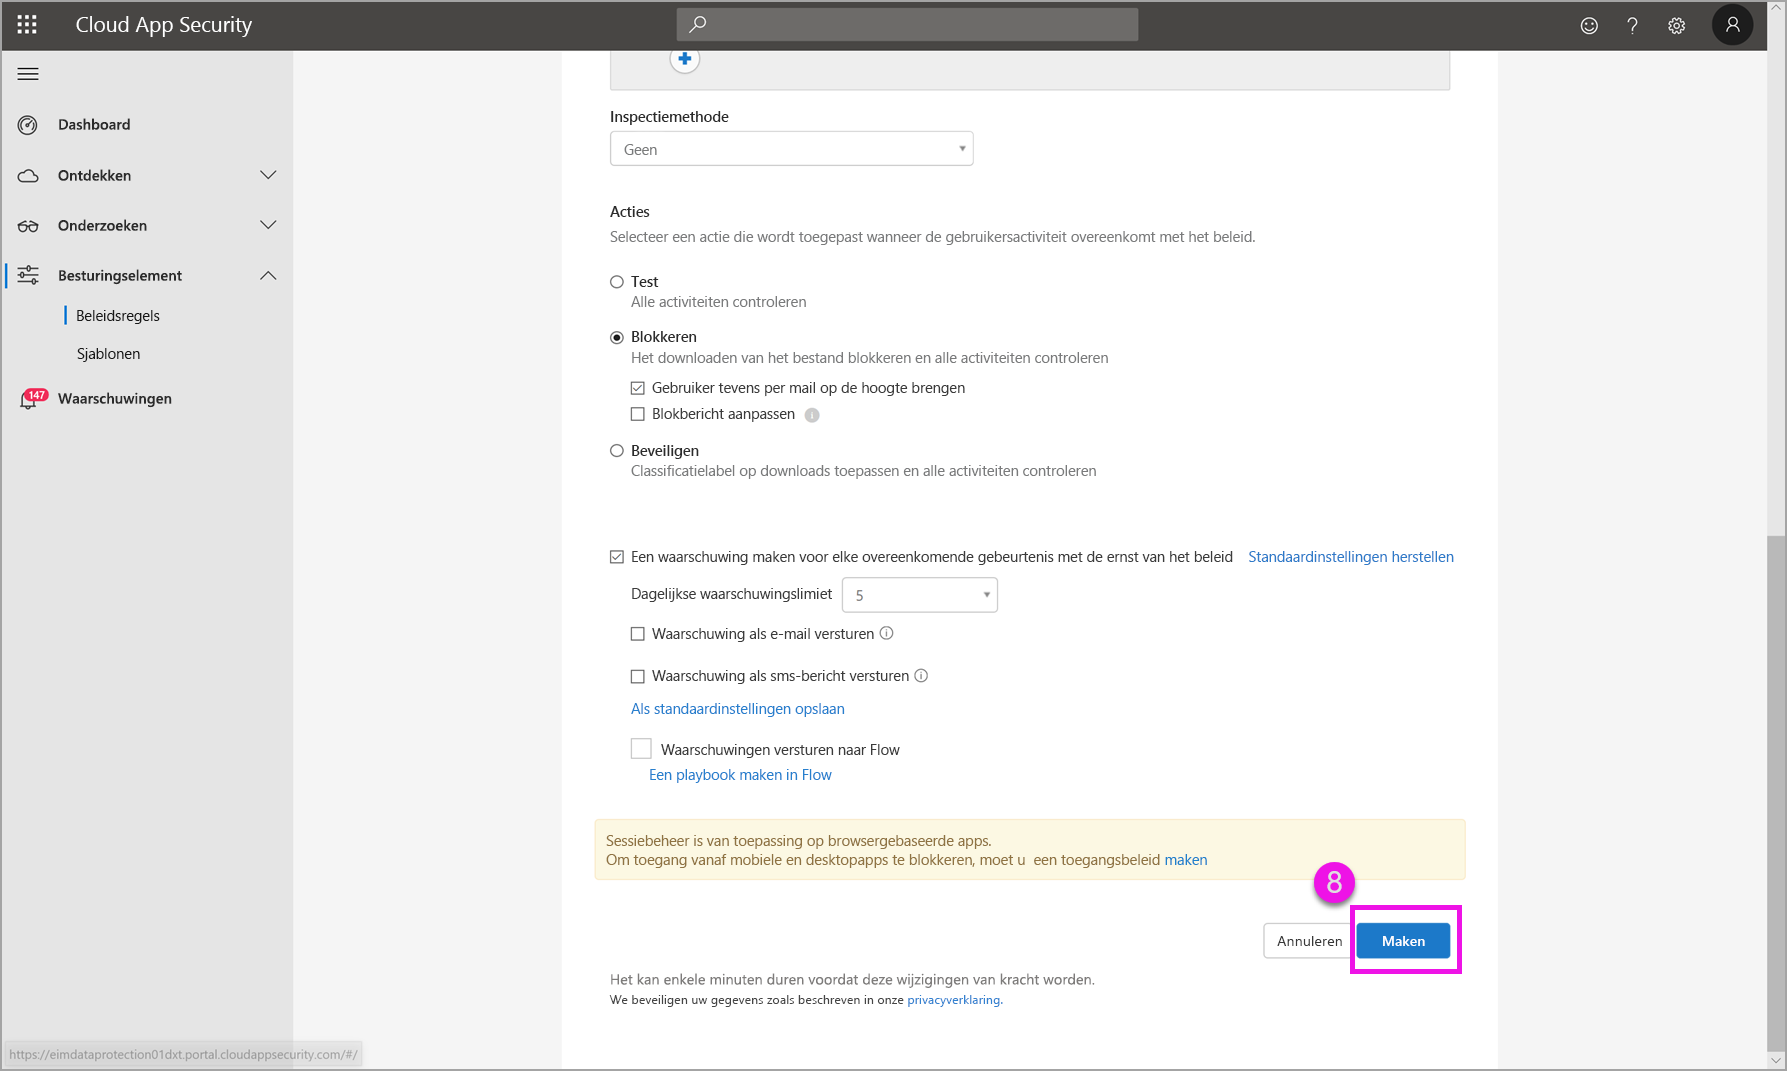 Cloud App Security
Dashboard
Ontdekken
Onderzoeken
Besturingselement
Beleidsregels
Sjablonen
147
Waarschuwingen
Inspectiemethode
Geen
Acties
Selecteer een actie die wordt toegepast wanneer de gebruikersactiviteit overeenkomt met het beleid.
Test
Alle activiteiten controleren
Blokkeren
Het downloaden van het bestand blokkeren en alle activiteiten controleren
Gebruiker tevens per mail op de hoogte brengen
Blokbericht aanpassen
Beveiligen
Classificatielabel op downloads toepassen en alle activiteiten controleren
Een waarschuwing maken voor elke overeenkomende gebeurtenis met de ernst van het beleid Standaardinstellingen herstellen
Dagelijkse waarschuwingslimiet 5
Waarschuwing als e-mail versturen
Waarschuwing als sms-bericht versturen
Als standaardinstellingen opslaan
Waarschuwingen versturen naar Flow
Een playbook maken in Flow
Sessiebeheer is van toepassing op browsergebaseerde apps.
Om toegang vanaf mobiele en desktopapps te blokkeren, moet u een toegangsbeleid maken
8
Annuleren Maken
Het kan enkele minuten duren voordat deze wijzigingen van kracht worden.
We beveiligen uw gegevens zoals beschreven in onze privacyverklaring.
https://eimdataprotection01dxt.portal.cloudappsecurity.com/#/